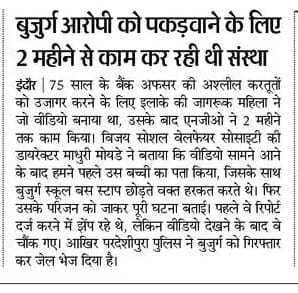 बुजुर्ग आरोपी को पकड़वाने के लिए
2 महीने से काम कर रही थी संस्था
इंदौर | 75 साल के बैंक अफसर की अश्लील करतूतों
को उजागर करने के लिए इलाके की जागरूक महिला ने
जो वीडियो बनाया था, उसके बाद एनजीओ ने 2 महीने
तक काम किया। विजय सोशल वेलफेयर सोसाइटी की
डायरेक्टर माधुरी मोयडे ने बताया कि वीडियो सामने आने
के बाद हमने पहले उस बच्ची का पता किया, जिसके साथ
बुजुर्ग स्कूल बस स्टाप छोड़ते वक्त हरकत करते थे। फिर
उसके परिजन को जाकर पूरी घटना बताई। पहले वे रिपोर्ट
दर्ज करने में झेंप रहे थे, लेकिन वीडियो देखने के बाद वे
चौंक गए। आखिर परदेशीपुरा पुलिस ने बुजुर्ग को गिरफ्तार
कर जेल भेज दिया है।